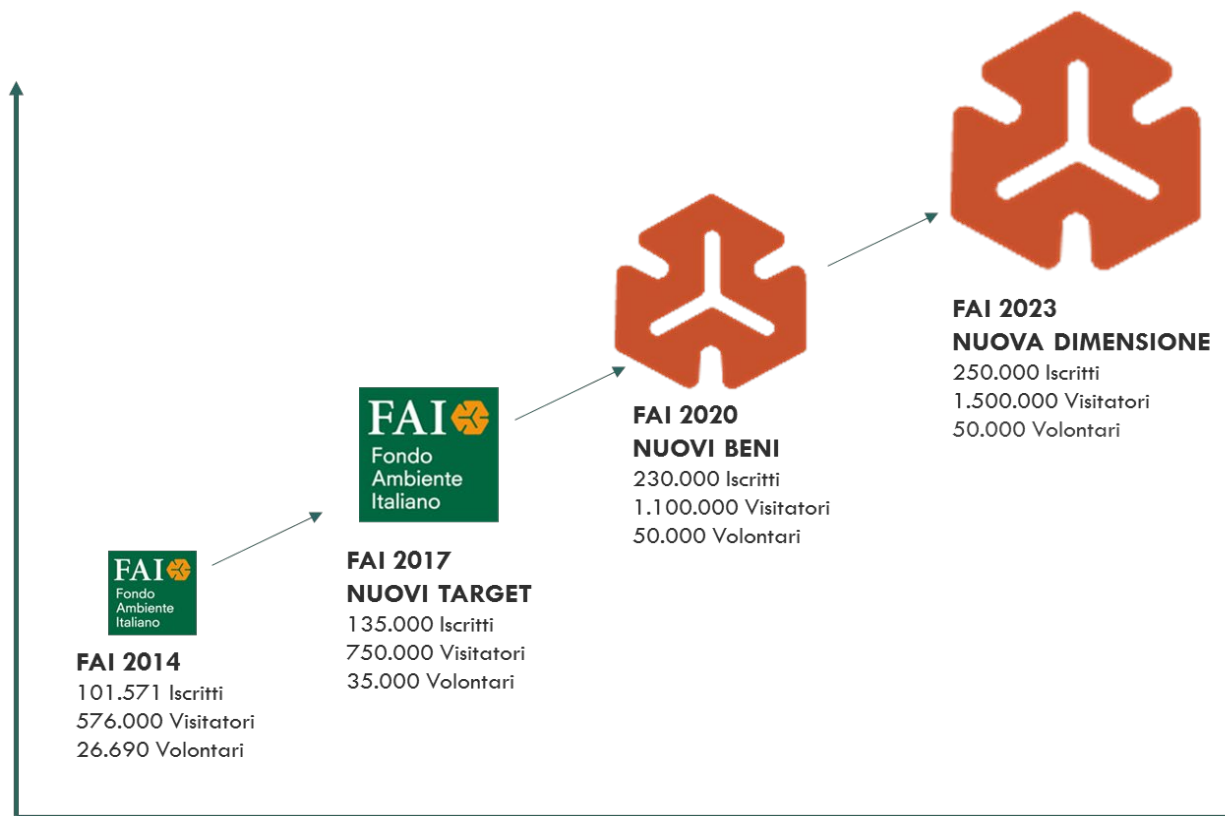 FAI
Fondo
Ambiente
Italiano
FAI 2014
101.571 Iscritti
576.000 Visitatori
26.690 Volontari
FAI
Fondo
Ambiente
Italiano
FAI 2017
NUOVI TARGET
135.000 Iscritti
750.000 Visitatori
35.000 Volontari
FAI 2020
NUOVI BENI
230.000 Iscritti
1.100.000 Visitatori
50.000 Volontari
FAI 2023
NUOVA DIMENSIONE
250.000 Iscritti
1.500.000 Visitatori
50.000 Volontari